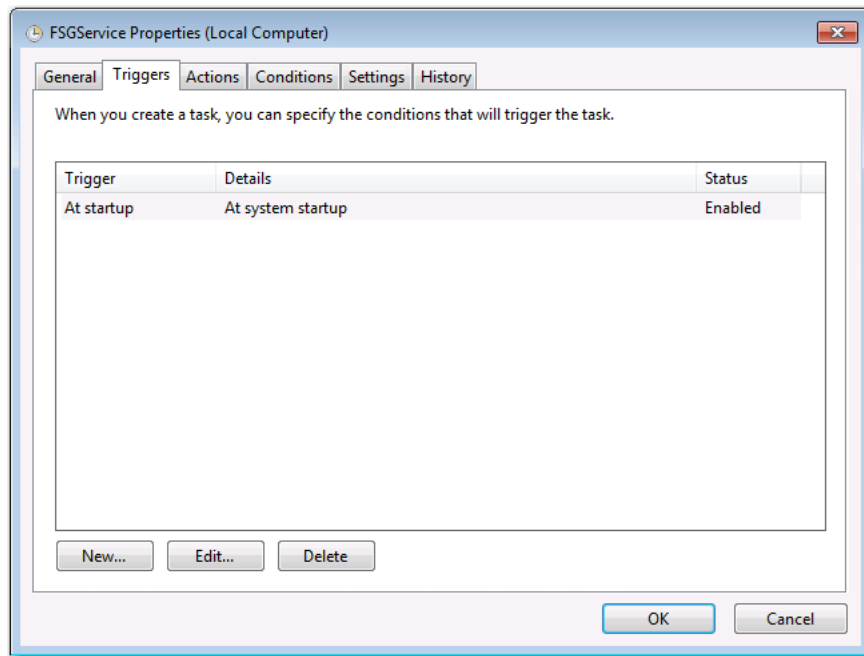 FSGService Properties (Local Computer)
General Triggers Actions Conditions Settings History
When you create a task, you can specify the conditions that will trigger the task.
Trigger Details Status
At startup At system startup Enabled
New... Edit... Delete
OK Cancel